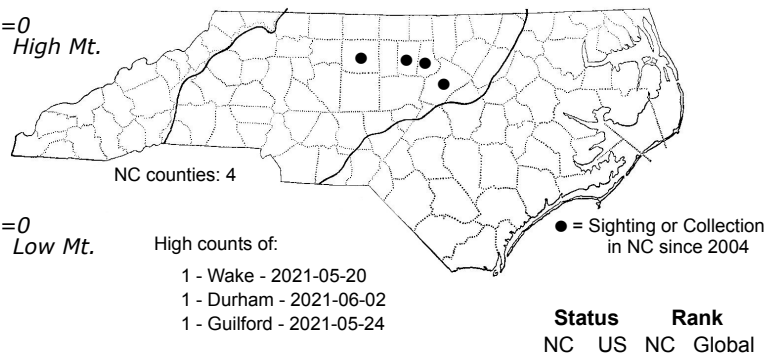 =0
High Mt.
NC counties: 4
=0
Low Mt.
High counts of:
1 - Wake - 2021-05-20
1 - Durham - 2021-06-02
1 - Guilford - 2021-05-24
● = Sighting or Collection
in NC since 2004
Status Rank
NC US NC Global